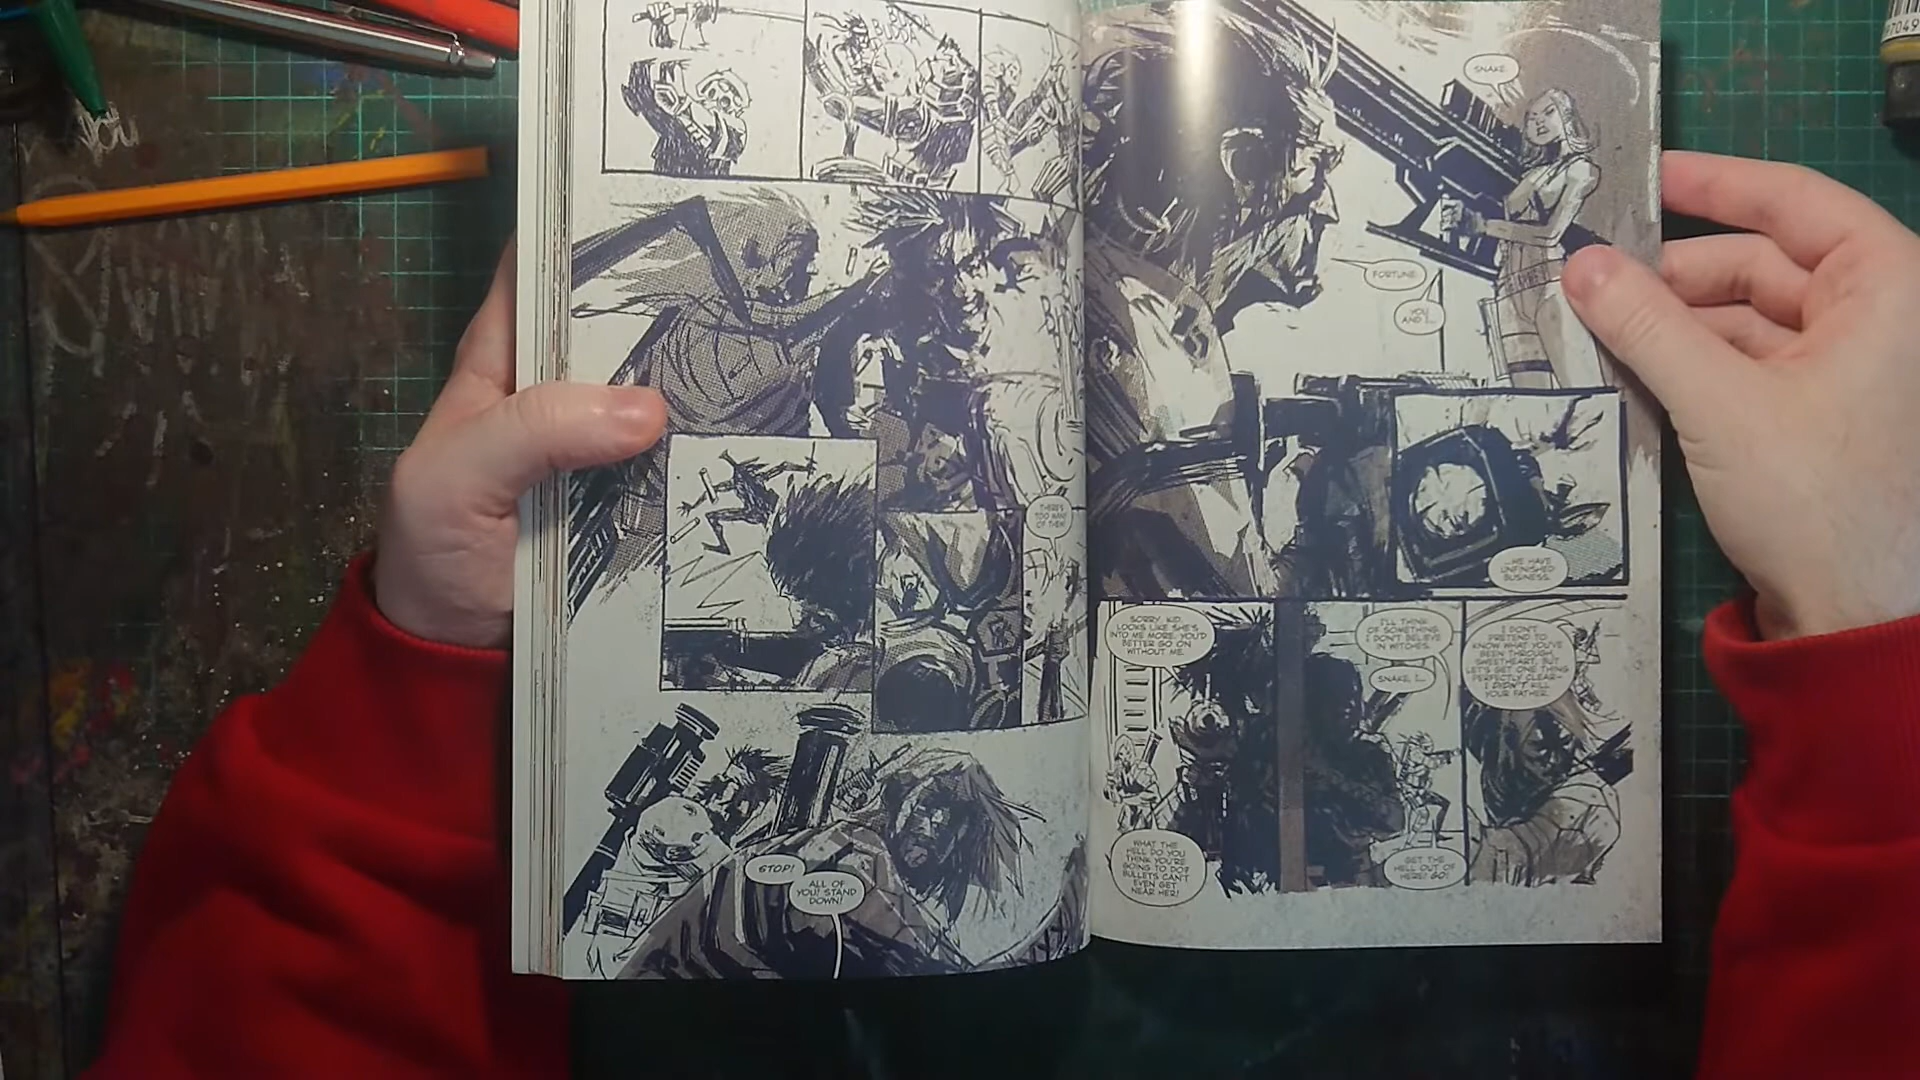 THERE'S
TOO MANY
OF THEM!
STOP!
ALL OF
YOU! STAND
DOWN!
SNAKE.
FORTUNE.
YOU
AND I...
...WE HAVE
UNFINISHED
BUSINESS.
SORRY, KID.
LOOKS LIKE SHE'S
INTO ME MORE. YOU'D
BETTER GO ON
WITHOUT ME.
WHAT THE
HELL DO YOU
THINK YOU'RE
GOING TO DO?
BULLETS CAN'T
EVEN GET
NEAR HER!
I'LL THINK
OF SOMETHING.
I DON'T BELIEVE
IN WITCHES.
SNAKE, I...
GET THE
HELL OUT OF
HERE! GO!
I DON'T
PRETEND TO
KNOW WHAT YOU'VE
BEEN THROUGH,
SWEETHEART, BUT
LET'S GET ONE THING
PERFECTLY CLEAR--
I DIDN'T KILL
YOUR FATHER.
you